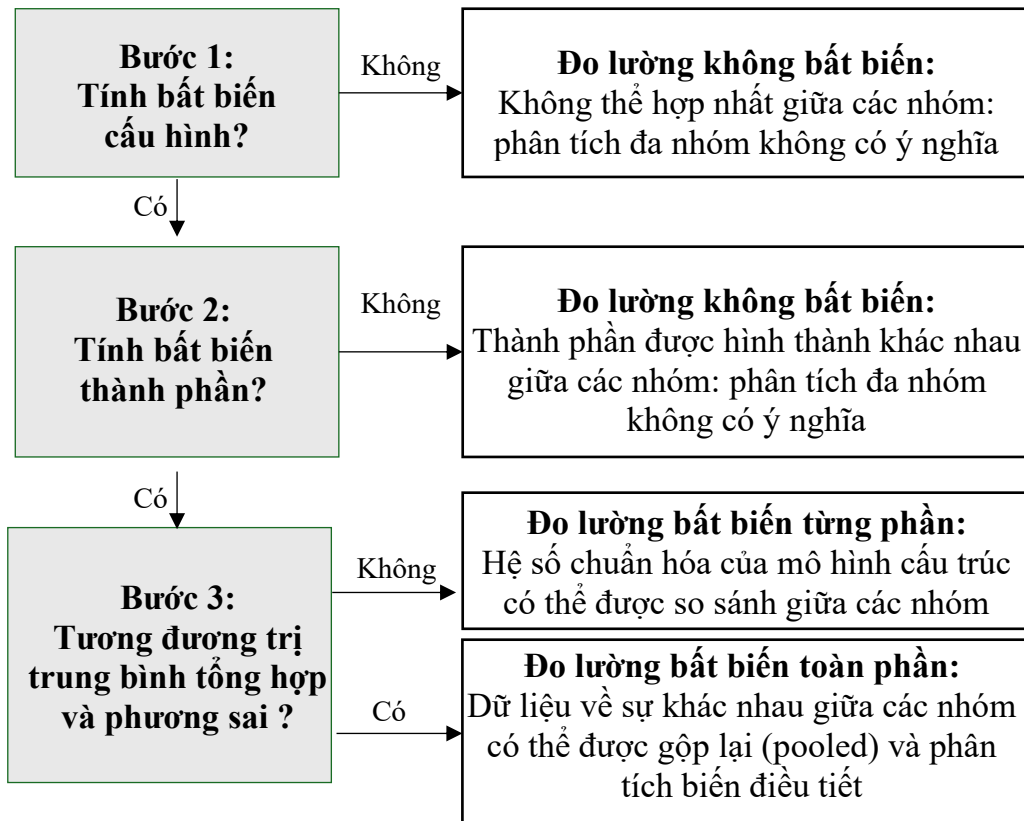 Bước 1:
Tính bất biến
cấu hình?
Không
Đo lường không bất biến:
Không thể hợp nhất giữa các nhóm:
phân tích đa nhóm không có ý nghĩa
Có
Bước 2:
Tính bất biến
thành phần?
Không
Đo lường không bất biến:
Thành phần được hình thành khác nhau
giữa các nhóm: phân tích đa nhóm
không có ý nghĩa
Có
Bước 3:
Tương đương trị
trung bình tổng hợp
và phương sai ?
Không
Đo lường bất biến từng phần:
Hệ số chuẩn hóa của mô hình cấu trúc
có thể được so sánh giữa các nhóm
Có
Đo lường bất biến toàn phần:
Dữ liệu về sự khác nhau giữa các nhóm
có thể được gộp lại (pooled) và phân
tích biến điều tiết